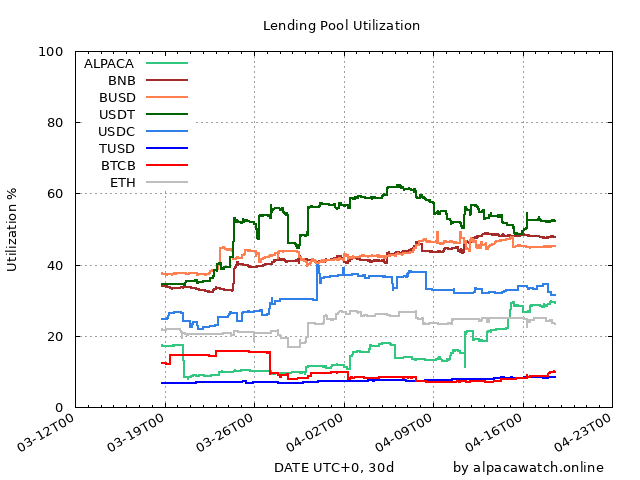 Lending Pool Utilization
100
80
60
40
20
0
Utilization %
ALPACA
BNB
BUSD
USDT
USDC
TUSD
BTCB
ETH
03-12T00
03-19T00
03-26T00
04-02T00
04-09T00
04-16T00
04-23T00
DATE UTC+0, 30d
by alpacawatch.online